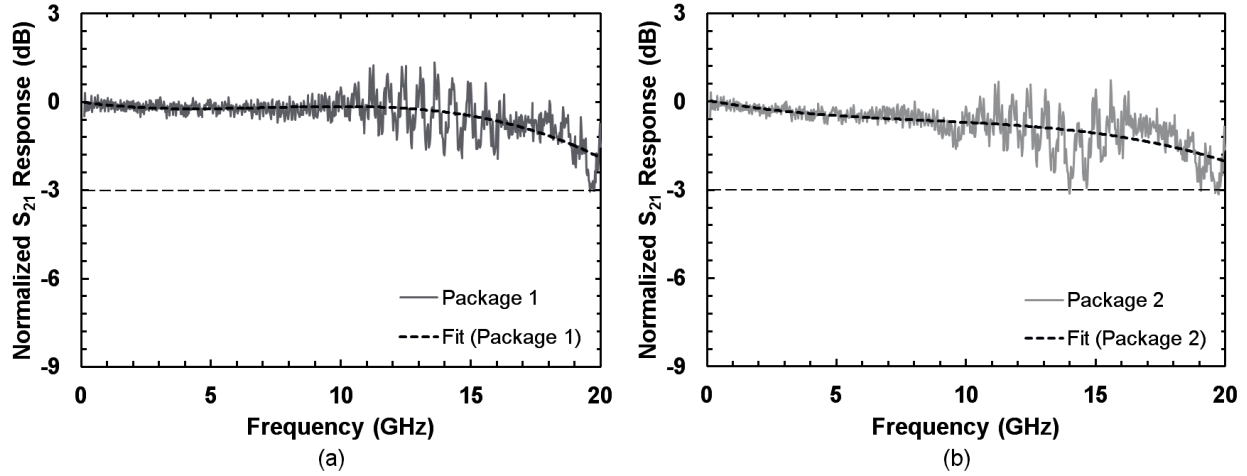 Normalized S21 Response (dB)
3
0
-3
-6
-9
Package 1
Fit (Package 1)
0 5 10 15 20
Frequency (GHz)
(a)
Normalized S21 Response (dB)
3
0
-3
-6
-9
Package 2
Fit (Package 2)
0 5 10 15 20
Frequency (GHz)
(b)